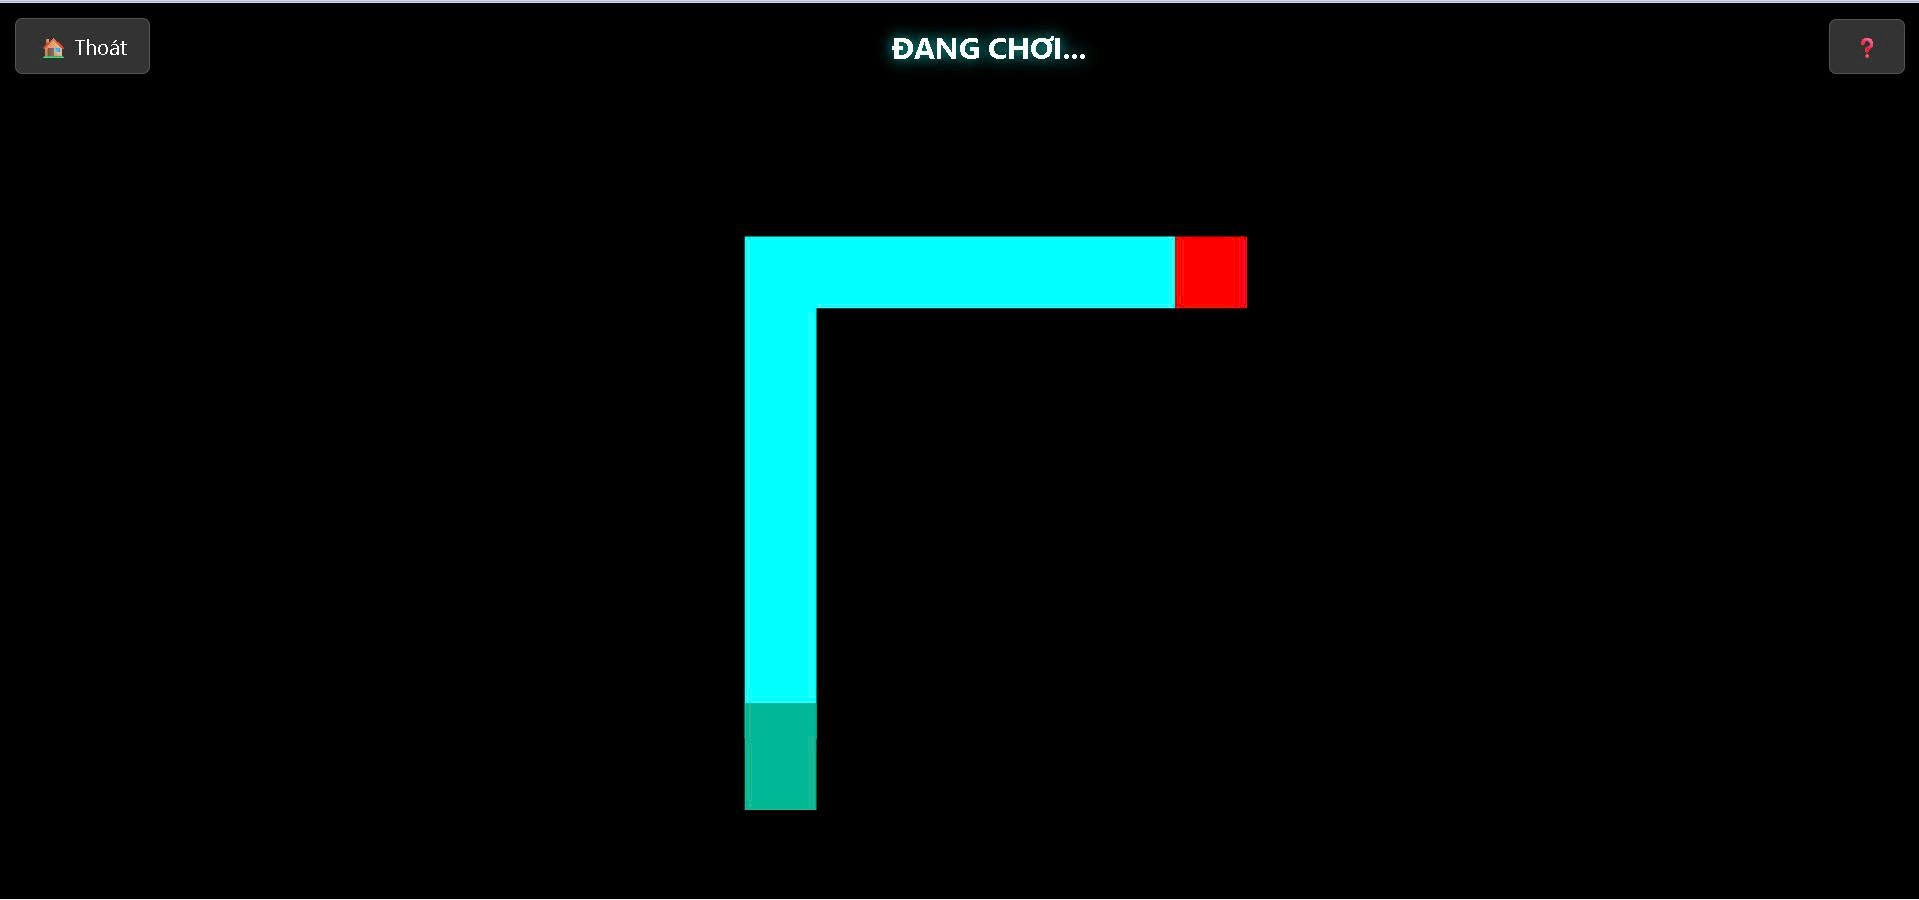 Thoát
ĐANG CHƠI...
❓